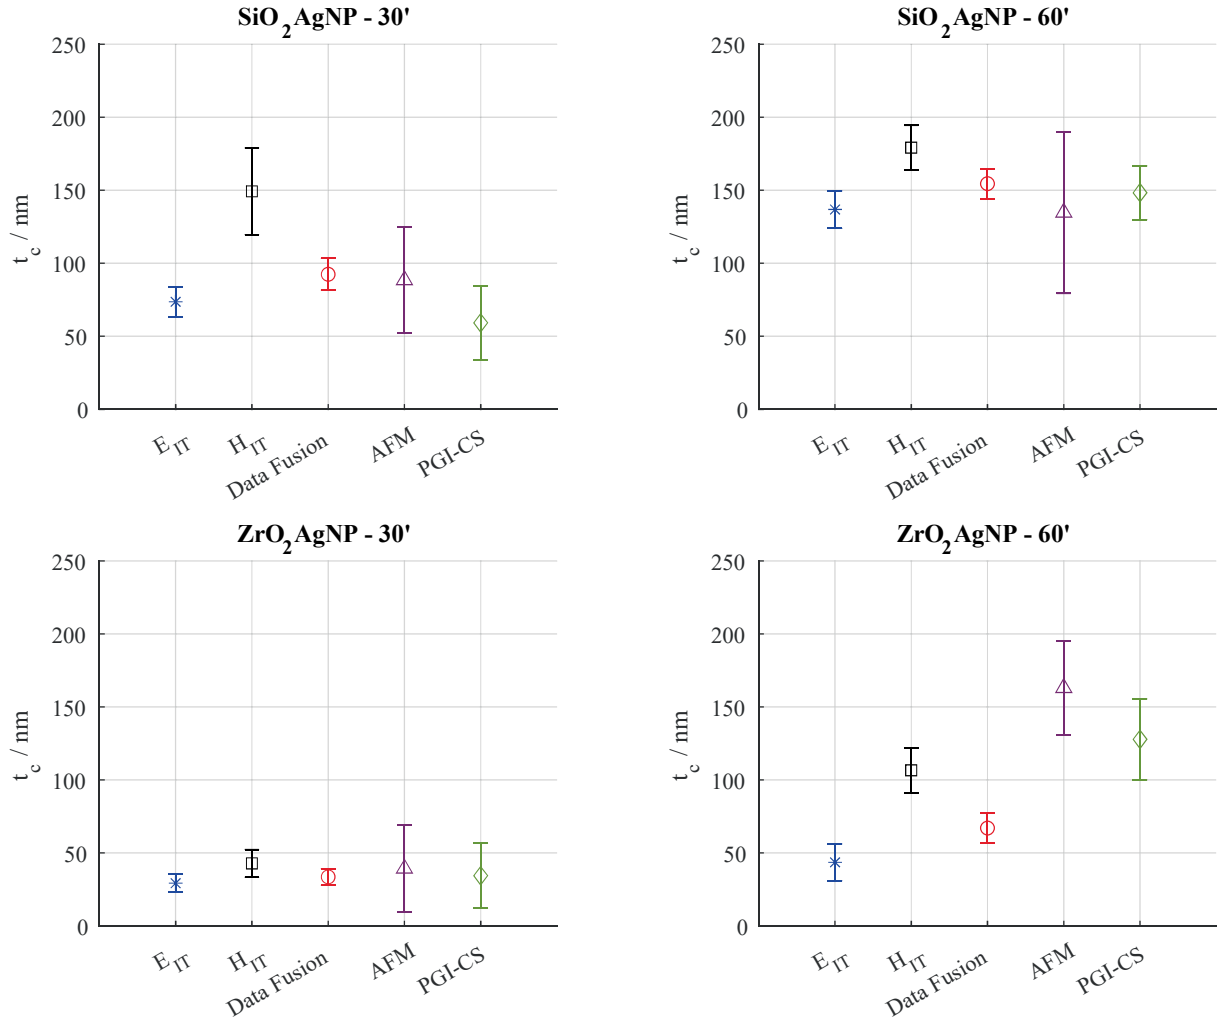 SiO2AgNP - 30'
250
200
150
100
50
0
tc / nm
EIT
HIT
Data Fusion
AFM
PGI-CS
SiO2AgNP - 60'
250
200
150
100
50
0
tc / nm
EIT
HIT
Data Fusion
AFM
PGI-CS
ZrO2AgNP - 30'
250
200
150
100
50
0
tc / nm
EIT
HIT
Data Fusion
AFM
PGI-CS
ZrO2AgNP - 60'
250
200
150
100
50
0
tc / nm
EIT
HIT
Data Fusion
AFM
PGI-CS